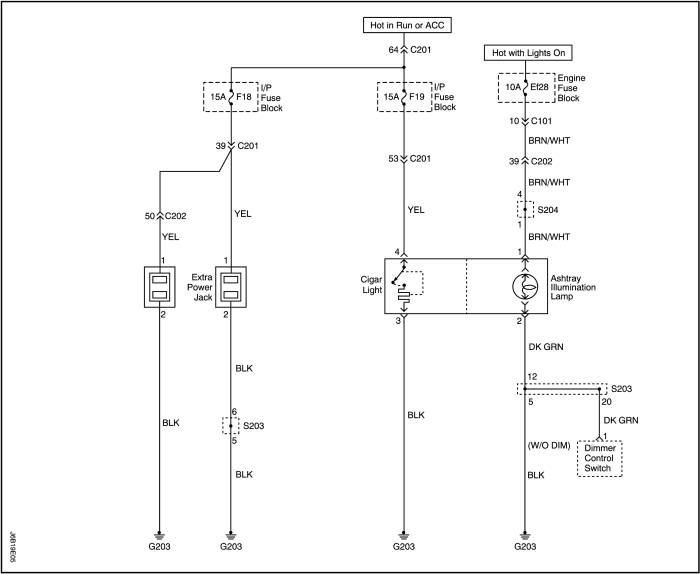 Hot in Run or ACC
64 C201
Hot with Lights On
15A F18
I/P
Fuse
Block
15A F19
I/P
Fuse
Block
10A Ef28
Engine
Fuse
Block
10 C101
BRN/WHT
39 C201
53 C201
39 C202
BRN/WHT
4
S204
1
50 C202
YEL
YEL
YEL
BRN/WHT
1
1
4
1
Extra
Power
Jack
Cigar
Light
Ashtray
Illumination
Lamp
2
2
3
2
DK GRN
BLK
12
S203
5
20
BLK
6
S203
5
BLK
DK GRN
1
(W/O DIM)
Dimmer
Control
Switch
BLK
BLK
G203
G203
G203
G203
J5B19E05